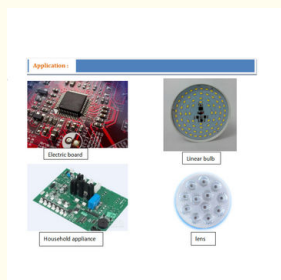 Application :
Electric board
Linear bulb
Household appliance
lens